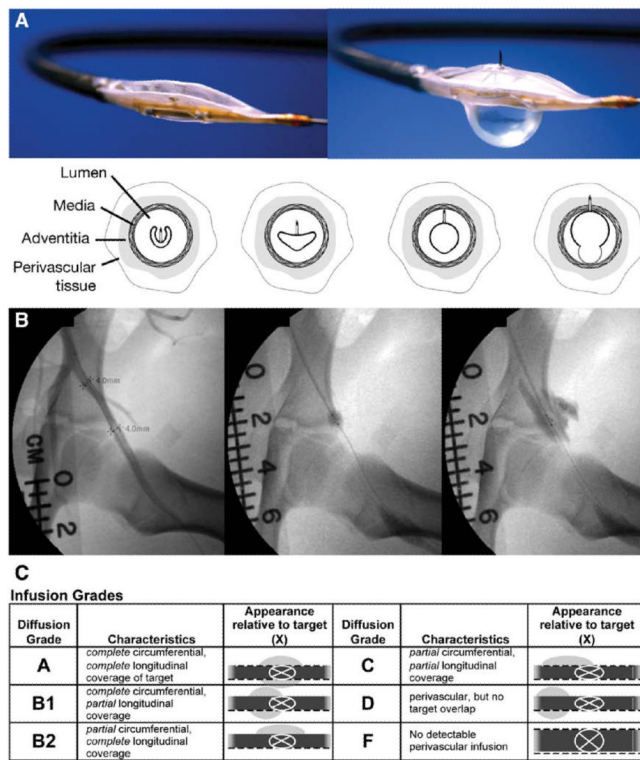 A
Lumen
Media
Adventitia
Perivascular
tissue
B
4.0mm
4.0mm
CM
0
2
0
2
4
6
0
2
4
6
C
Infusion Grades
Diffusion
Grade
Characteristics
Appearance
relative to target
(X)
Diffusion
Grade
Characteristics
Appearance
relative to target
(X)
A
complete circumferential,
complete longitudinal
coverage of target
C
partial circumferential,
partial longitudinal
coverage
B1
complete circumferential,
partial longitudinal
coverage
D
perivascular, but no
target overlap
B2
partial circumferential,
complete longitudinal
coverage
F
No detectable
perivascular infusion